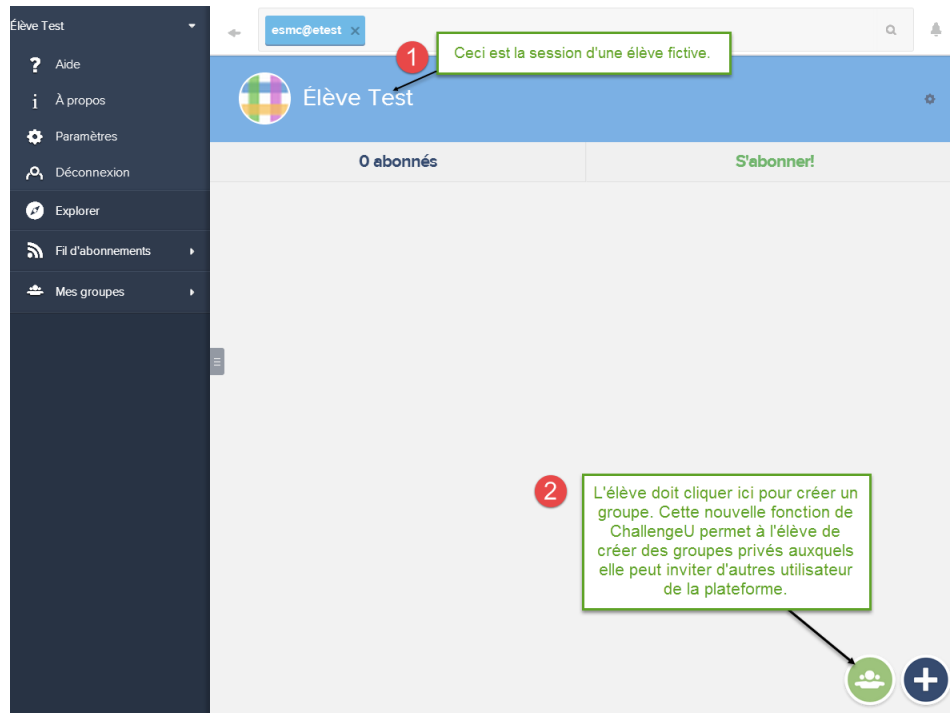 Élève Test
? Aide
i À propos
Paramètres
Déconnexion
Explorer
Fil d'abonnements
Mes groupes
esmc@etest ×
1
Ceci est la session d'une élève fictive.
Élève Test
0 abonnés
S'abonner!
2
L'élève doit cliquer ici pour créer un
groupe. Cette nouvelle fonction de
ChallengeU permet à l'élève de
créer des groupes privés auxquels
elle peut inviter d'autres utilisateur
de la plateforme.